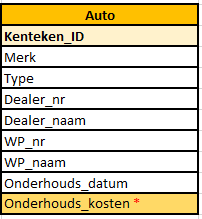 Auto
Kenteken_ID
Merk
Type
Dealer_nr
Dealer_naam
WP_nr
WP_naam
Onderhouds_datum
Onderhouds_kosten *